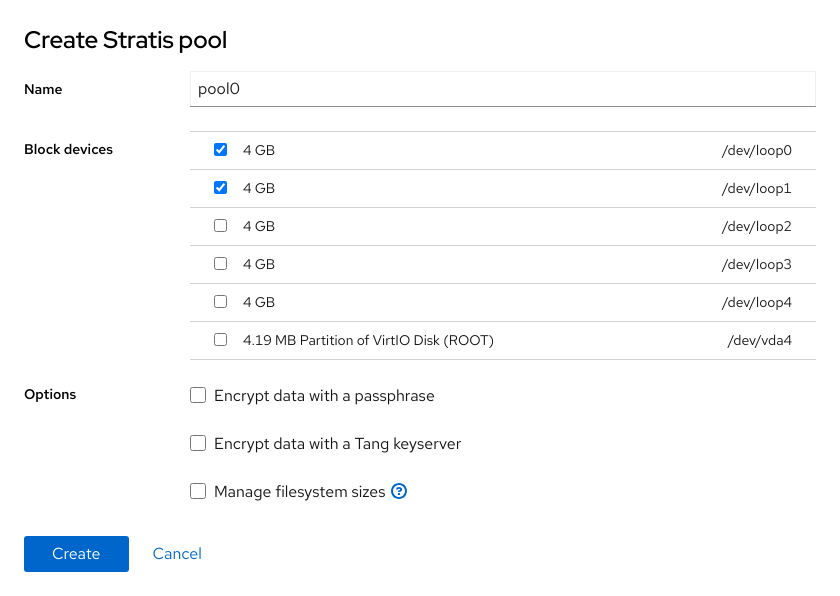 Create Stratis pool
Name
pool0
Block devices
4 GB /dev/loop0
4 GB /dev/loop1
4 GB /dev/loop2
4 GB /dev/loop3
4 GB /dev/loop4
4.19 MB Partition of VirtIO Disk (ROOT) /dev/vda4
Options
Encrypt data with a passphrase
Encrypt data with a Tang keyserver
Manage filesystem sizes ?
Create Cancel